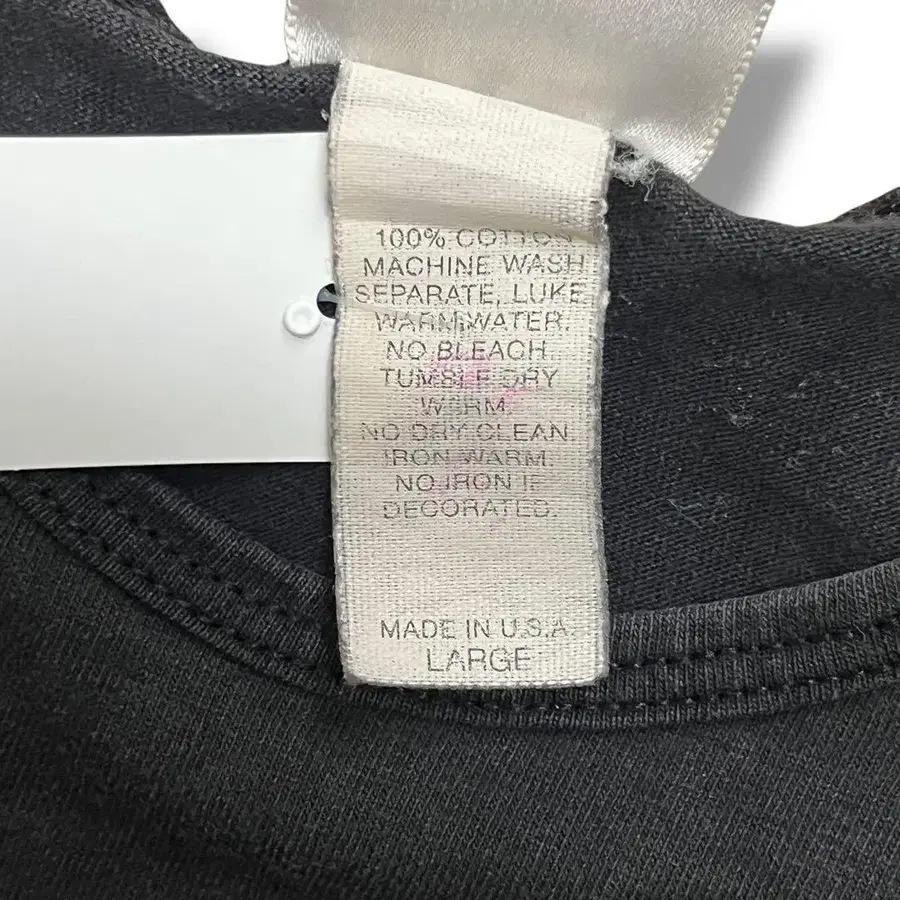 100% COTTON
MACHINE WASH
SEPARATE, LUKE
WARM WATER.
NO BLEACH.
TUMBLE DRY
WARM.
NO DRY CLEAN.
IRON WARM.
NO IRON IF
DECORATED.
MADE IN U.S.A.
LARGE